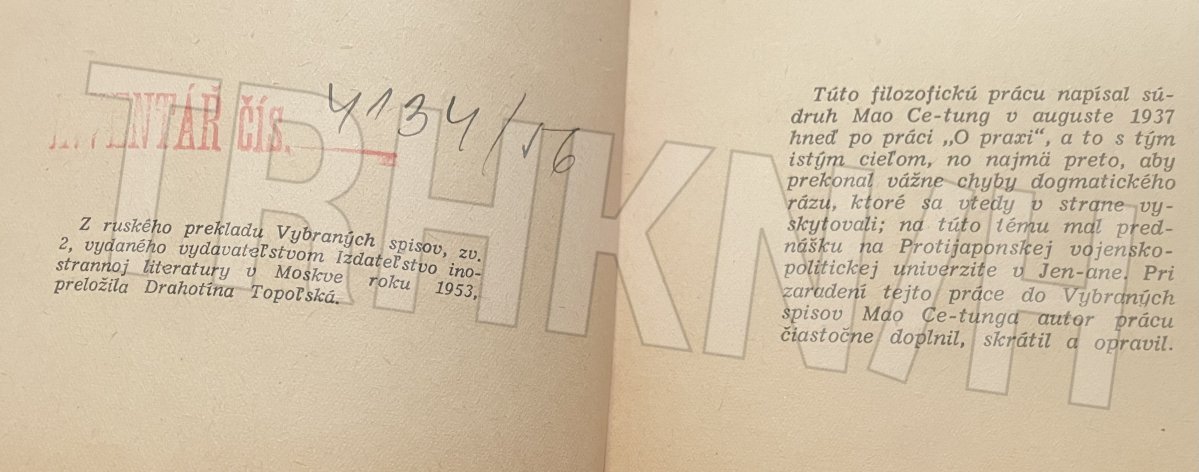 INVENTÁŘ čís. 4134/56
Z ruského prekladu Vybraných spisov, zv.
2, vydaného vydavateľstvom Izdateľstvo ino-
strannoj literatury v Moskve roku 1953,
preložila Drahotína Topoľská.
Túto filozofickú prácu napísal sú-
druh Mao Ce-tung v auguste 1937
hneď po práci „O praxi“, a to s tým
istým cieľom, no najmä preto, aby
prekonal vážne chyby dogmatického
rázu, ktoré sa vtedy v strane vy-
skytovali; na túto tému mal pred-
nášku na Protijaponskej vojensko-
politickej univerzite v Jen-ane. Pri
zaradení tejto práce do Vybraných
spisov Mao Ce-tunga autor prácu
čiastočne doplnil, skrátil a opravil.